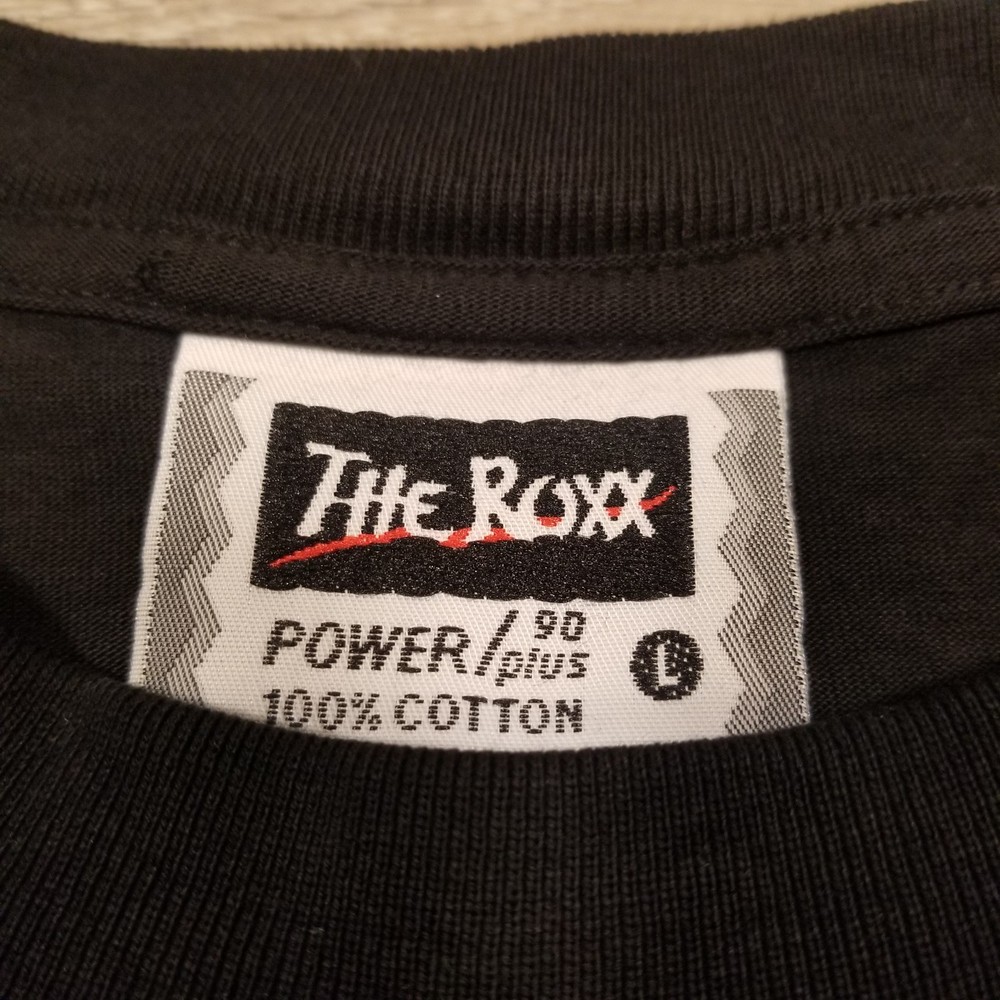 THE ROXX
POWER/90 plus
L
100% COTTON